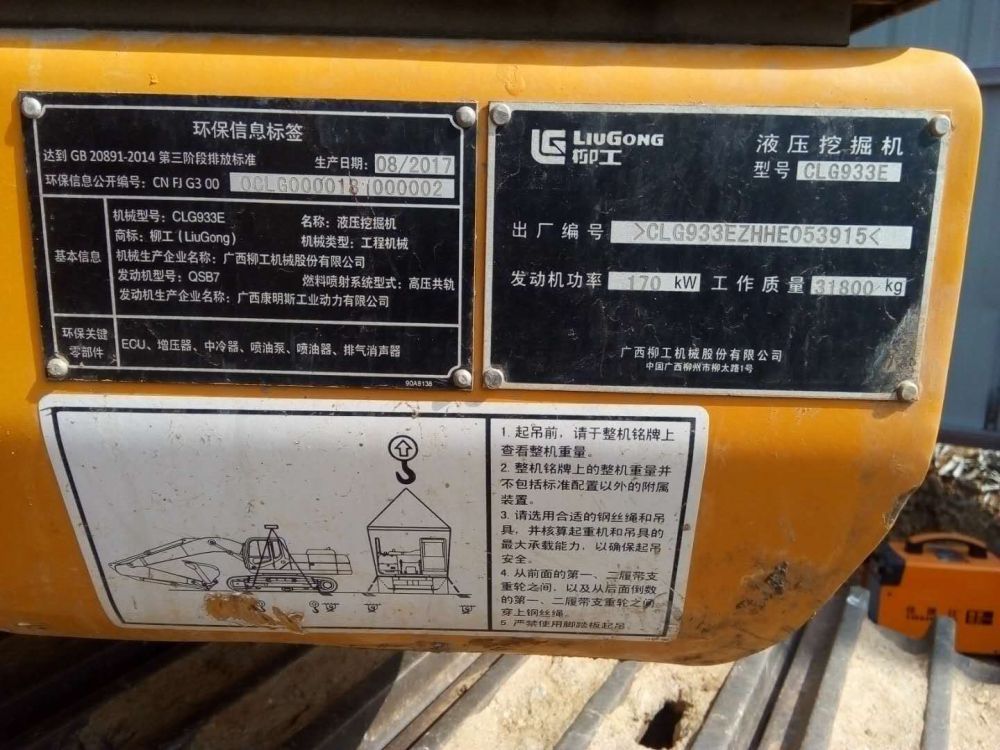 环保信息标签
达到 GB 20891-2014 第三阶段排放标准
生产日期: 08/2017
环保信息公开编号: CN FJ G3 00 0CLG000018 000002
基本信息
机械型号: CLG933E
名称: 液压挖掘机
商标: 柳工(LiuGong)
机械类型: 工程机械
机械生产企业名称: 广西柳工机械股份有限公司
发动机型号: QSB7
燃料喷射系统型式: 高压共轨
发动机生产企业名称: 广西康明斯工业动力有限公司
环保关键
零部件
ECU、增压器、中冷器、喷油泵、喷油器、排气消声器
90A8138
LIUGONG
柳工
液压挖掘机
型号 CLG933E
出厂编号 >CLG933EZHHE053915<
发动机功率 170 kW 工作质量 31800 kg
广西柳工机械股份有限公司
中国广西柳州市柳太路1号
1. 起吊前, 请于整机铭牌上
查看整机重量。
2. 整机铭牌上的整机重量并
不包括标准配置以外的附属
装置。
3. 请选用合适的钢丝绳和吊
具, 并核算起重机和吊具的
最大承载能力, 以确保起吊
安全。
4. 从前面的第一、二履带支
重轮之间, 以及从后面倒数
的第一、二履带支重轮之间
穿上钢丝绳。
5. 严禁使用脚踏板起吊